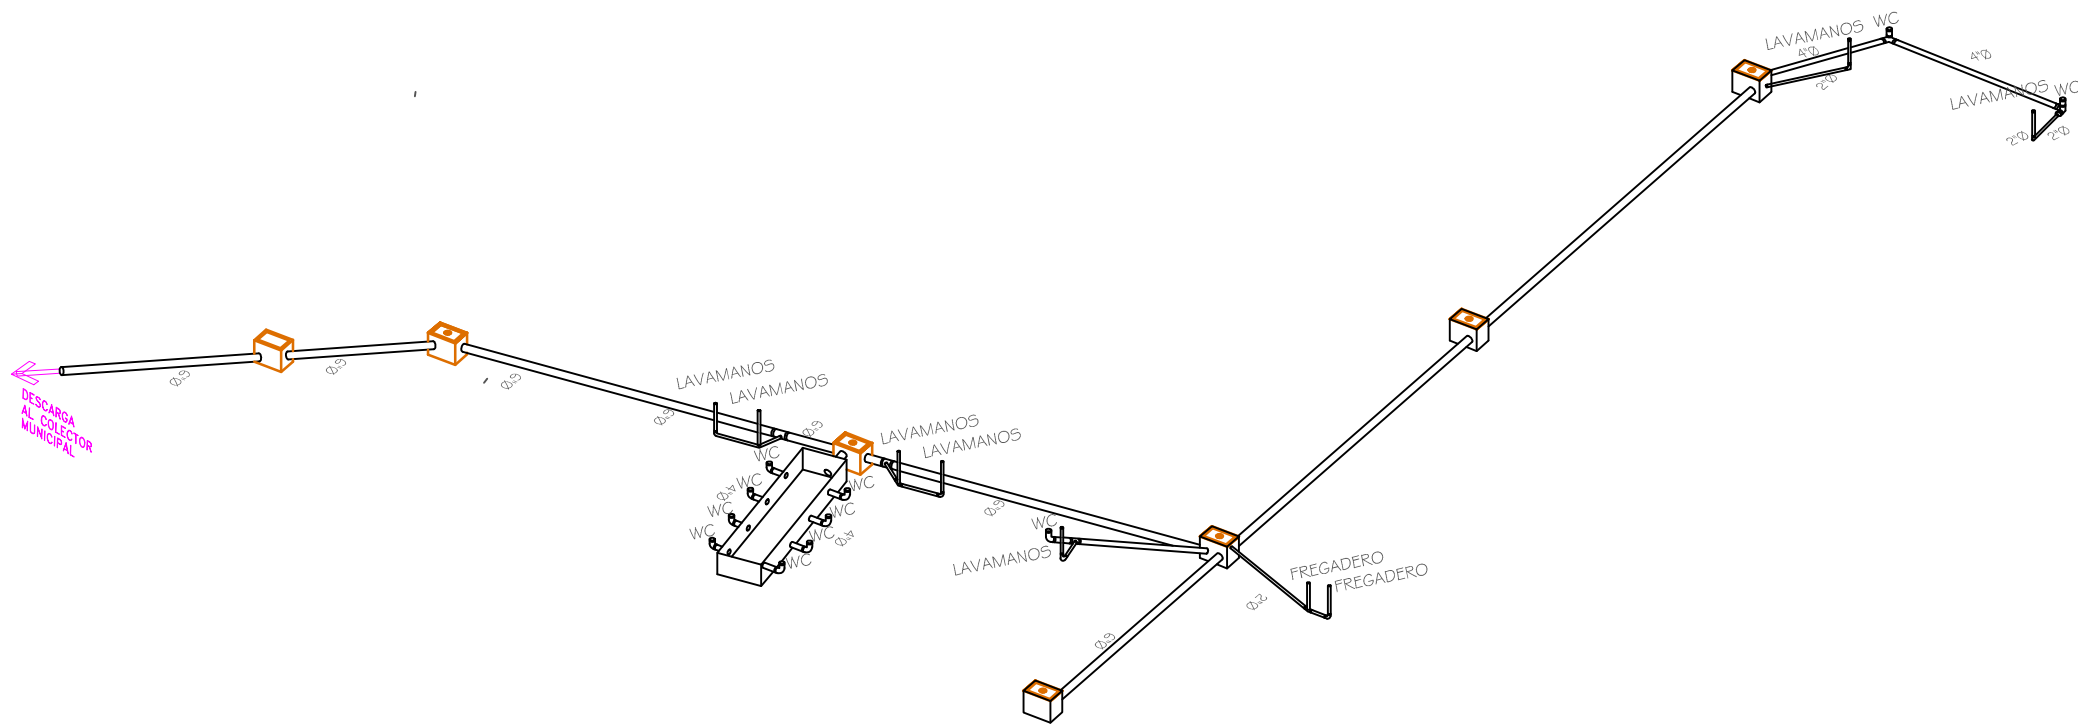 LAVAMANOS WC
4"Ø
4"Ø
2"Ø
LAVAMANOS WC
2"Ø
2"Ø
6"Ø
6"Ø
6"Ø
DESCARGA
AL COLECTOR
MUNICIPAL
LAVAMANOS
LAVAMANOS
6"Ø
6"Ø
LAVAMANOS
LAVAMANOS
WC
WC
4"Ø
WC
WC
WC
WC
WC
4"Ø
WC
6"Ø
WC
LAVAMANOS
FREGADERO
FREGADERO
2"Ø
6"Ø